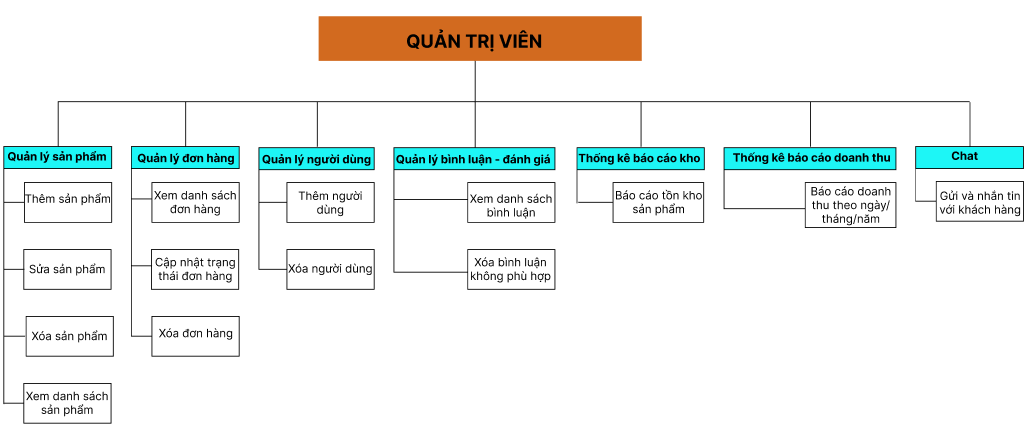 QUẢN TRỊ VIÊN
Quản lý sản phẩm
Thêm sản phẩm
Sửa sản phẩm
Xóa sản phẩm
Xem danh sách
sản phẩm
Quản lý đơn hàng
Xem danh sách
đơn hàng
Cập nhật trạng
thái đơn hàng
Xóa đơn hàng
Quản lý người dùng
Thêm người
dùng
Xóa người dùng
Quản lý bình luận - đánh giá
Xem danh sách
bình luận
Xóa bình luận
không phù hợp
Thống kê báo cáo kho
Báo cáo tồn kho
sản phẩm
Thống kê báo cáo doanh thu
Báo cáo doanh
thu theo ngày/
tháng/năm
Chat
Gửi và nhắn tin
với khách hàng